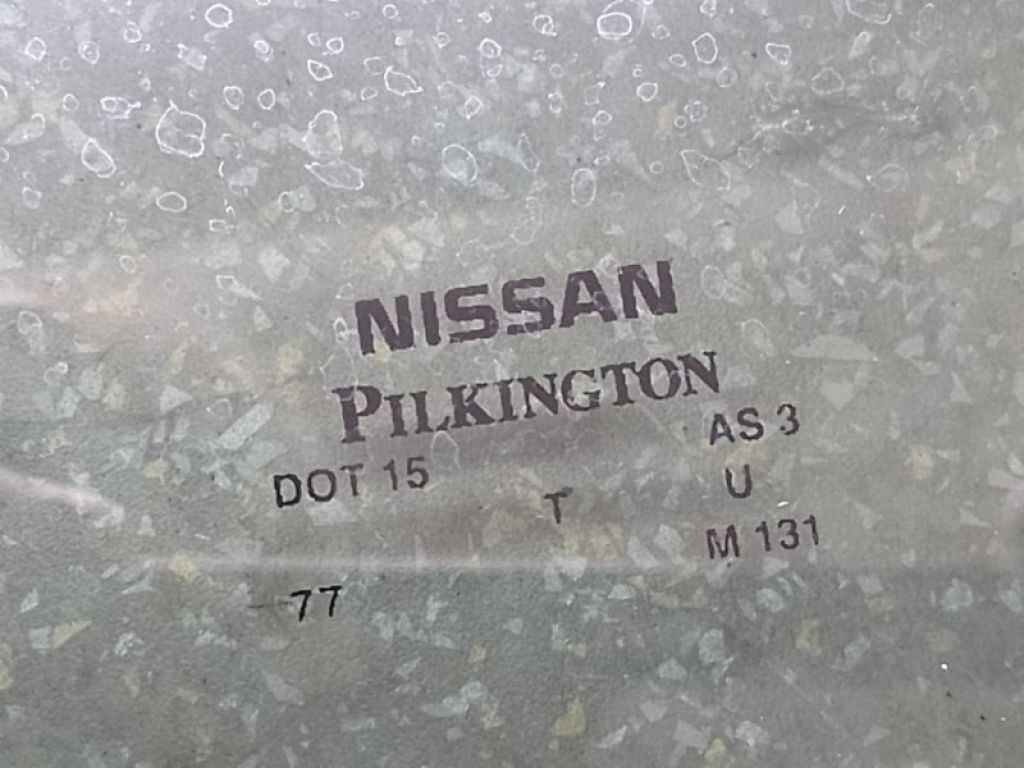 NISSAN
PILKINGTON
DOT 15 AS 3
T U
M 131
77